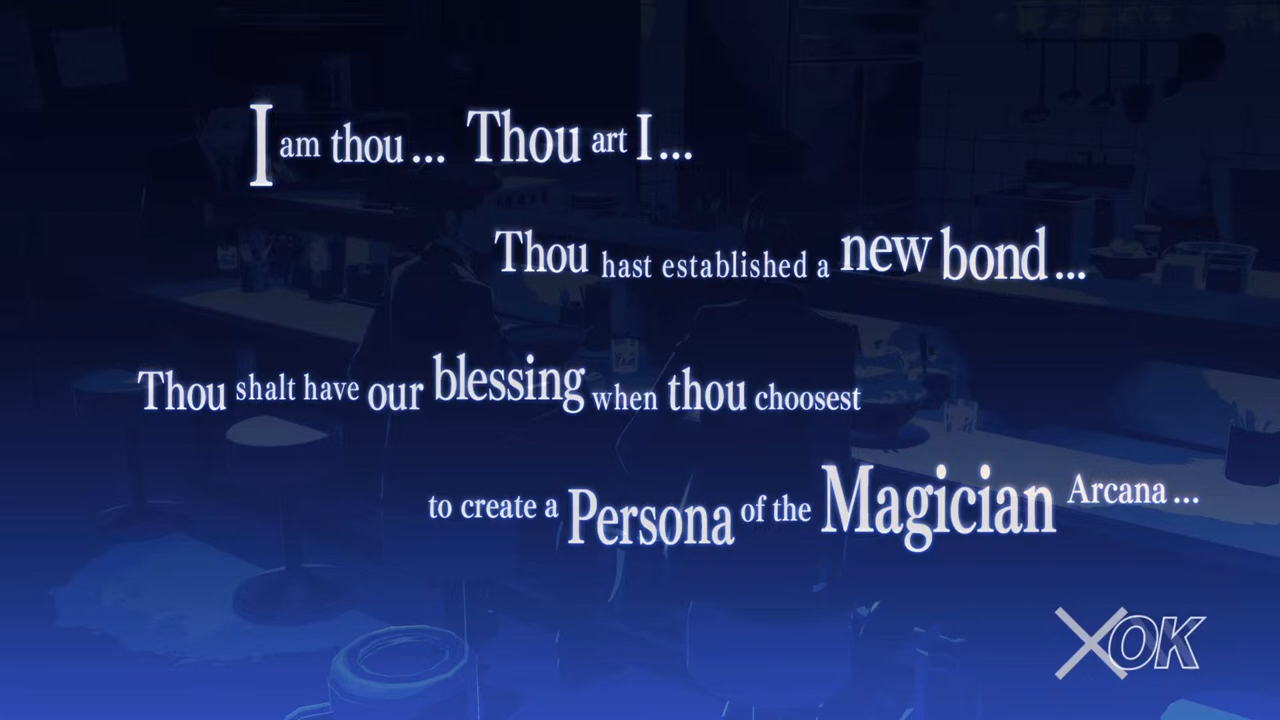 I am thou... Thou art I...
Thou hast established a new bond...
Thou shalt have our blessing when thou choosest
to create a Persona of the Magician Arcana...
OK